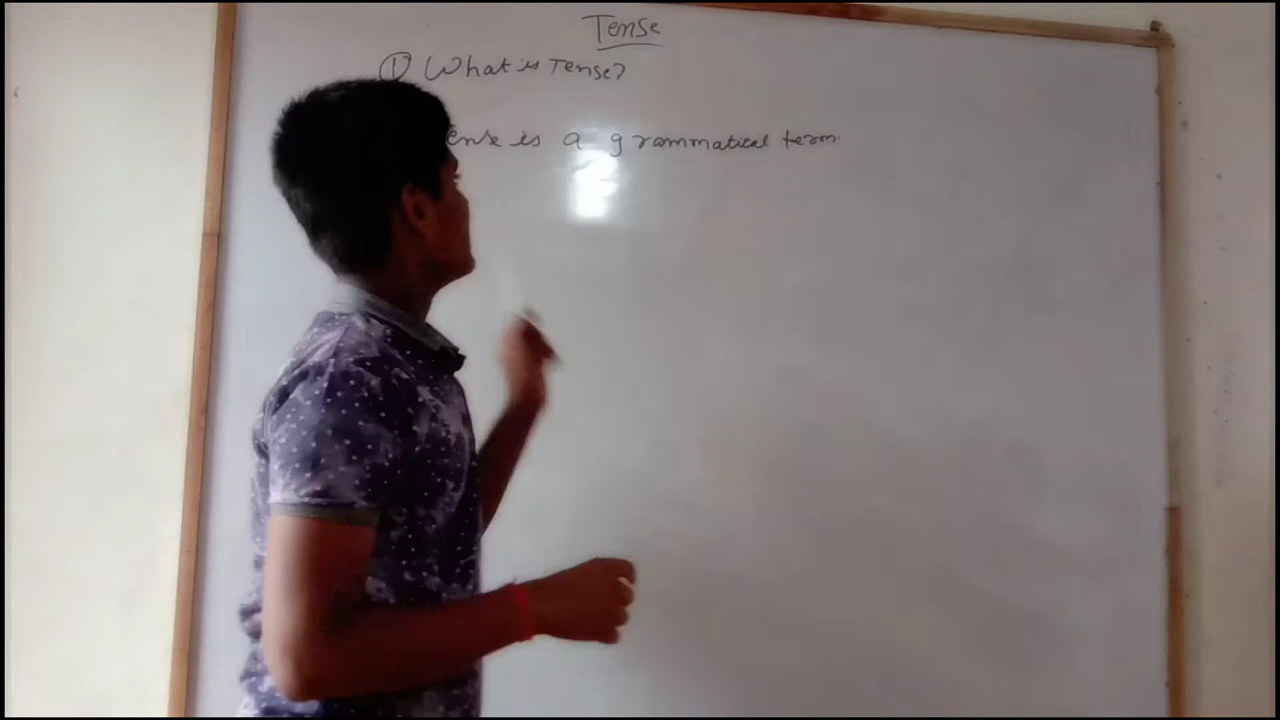 Tense
① What is Tense?
ense is a grammatical term.